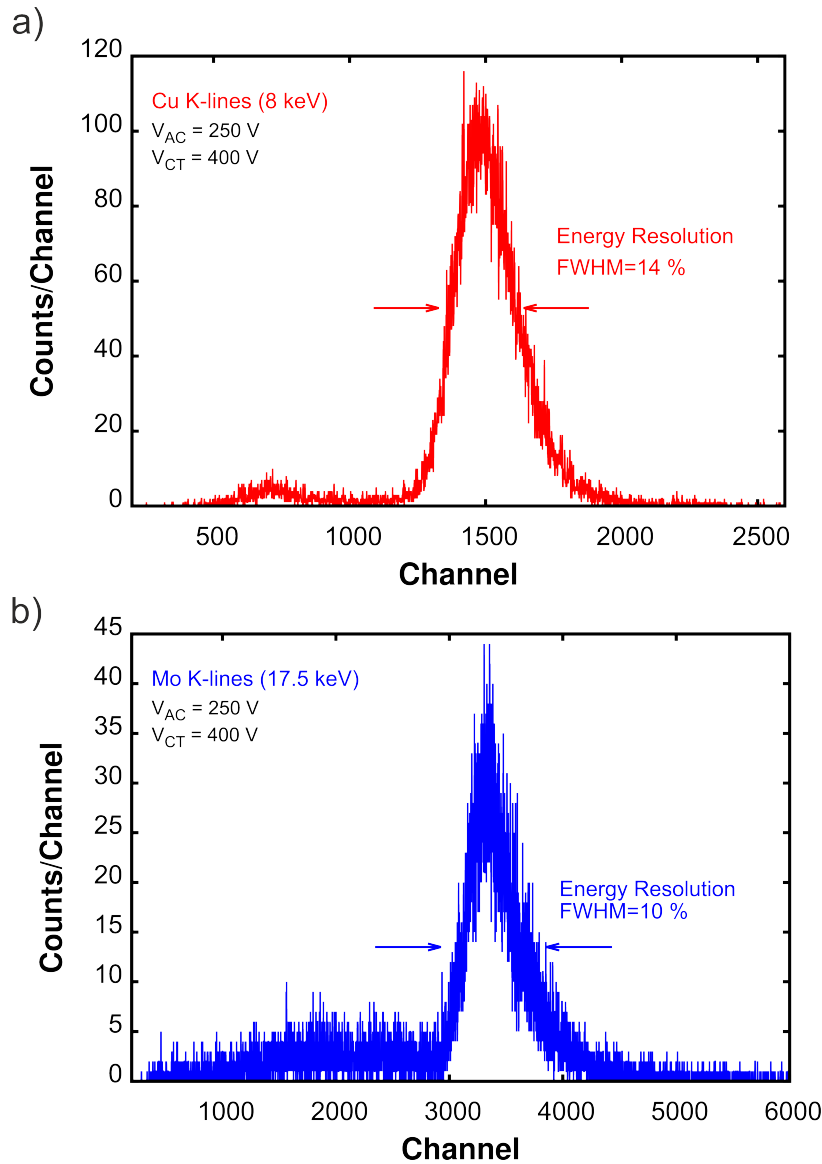 a)
120
Cu K-lines (8 keV)
V_AC = 250 V
V_CT = 400 V
100
80
Energy Resolution
FWHM=14 %
60
40
20
0
Counts/Channel
500 1000 1500 2000 2500
Channel
b)
45
Mo K-lines (17.5 keV)
V_AC = 250 V
V_CT = 400 V
40
35
30
25
20
Energy Resolution
FWHM=10 %
15
10
5
0
Counts/Channel
1000 2000 3000 4000 5000 6000
Channel